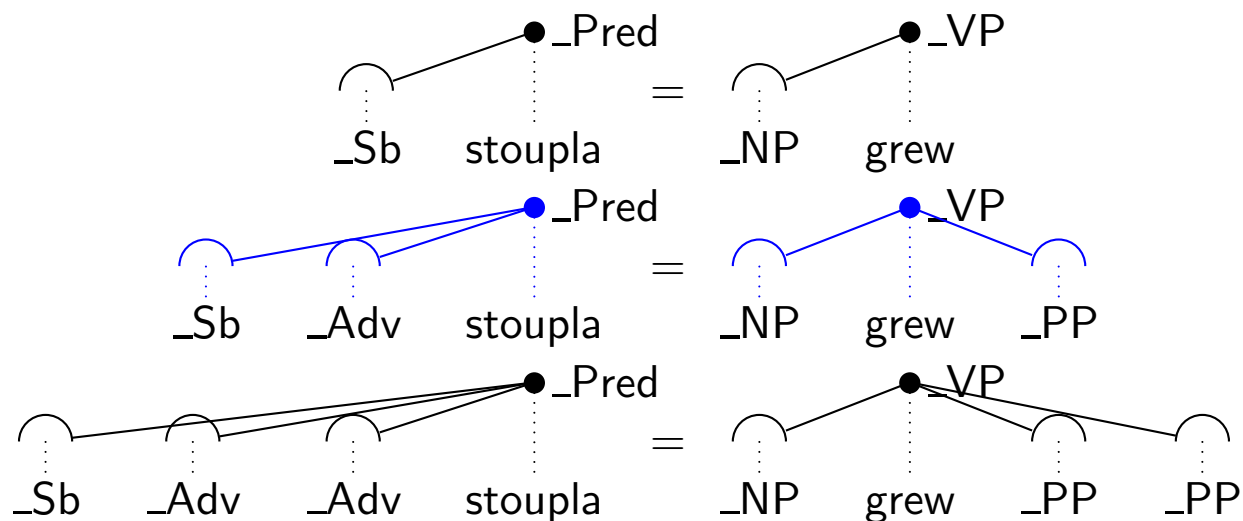 _Pred = _VP
_Sb stoupla _NP grew
_Pred = _VP
_Sb _Adv stoupla _NP grew _PP
_Pred = _VP
_Sb _Adv _Adv stoupla _NP grew _PP _PP